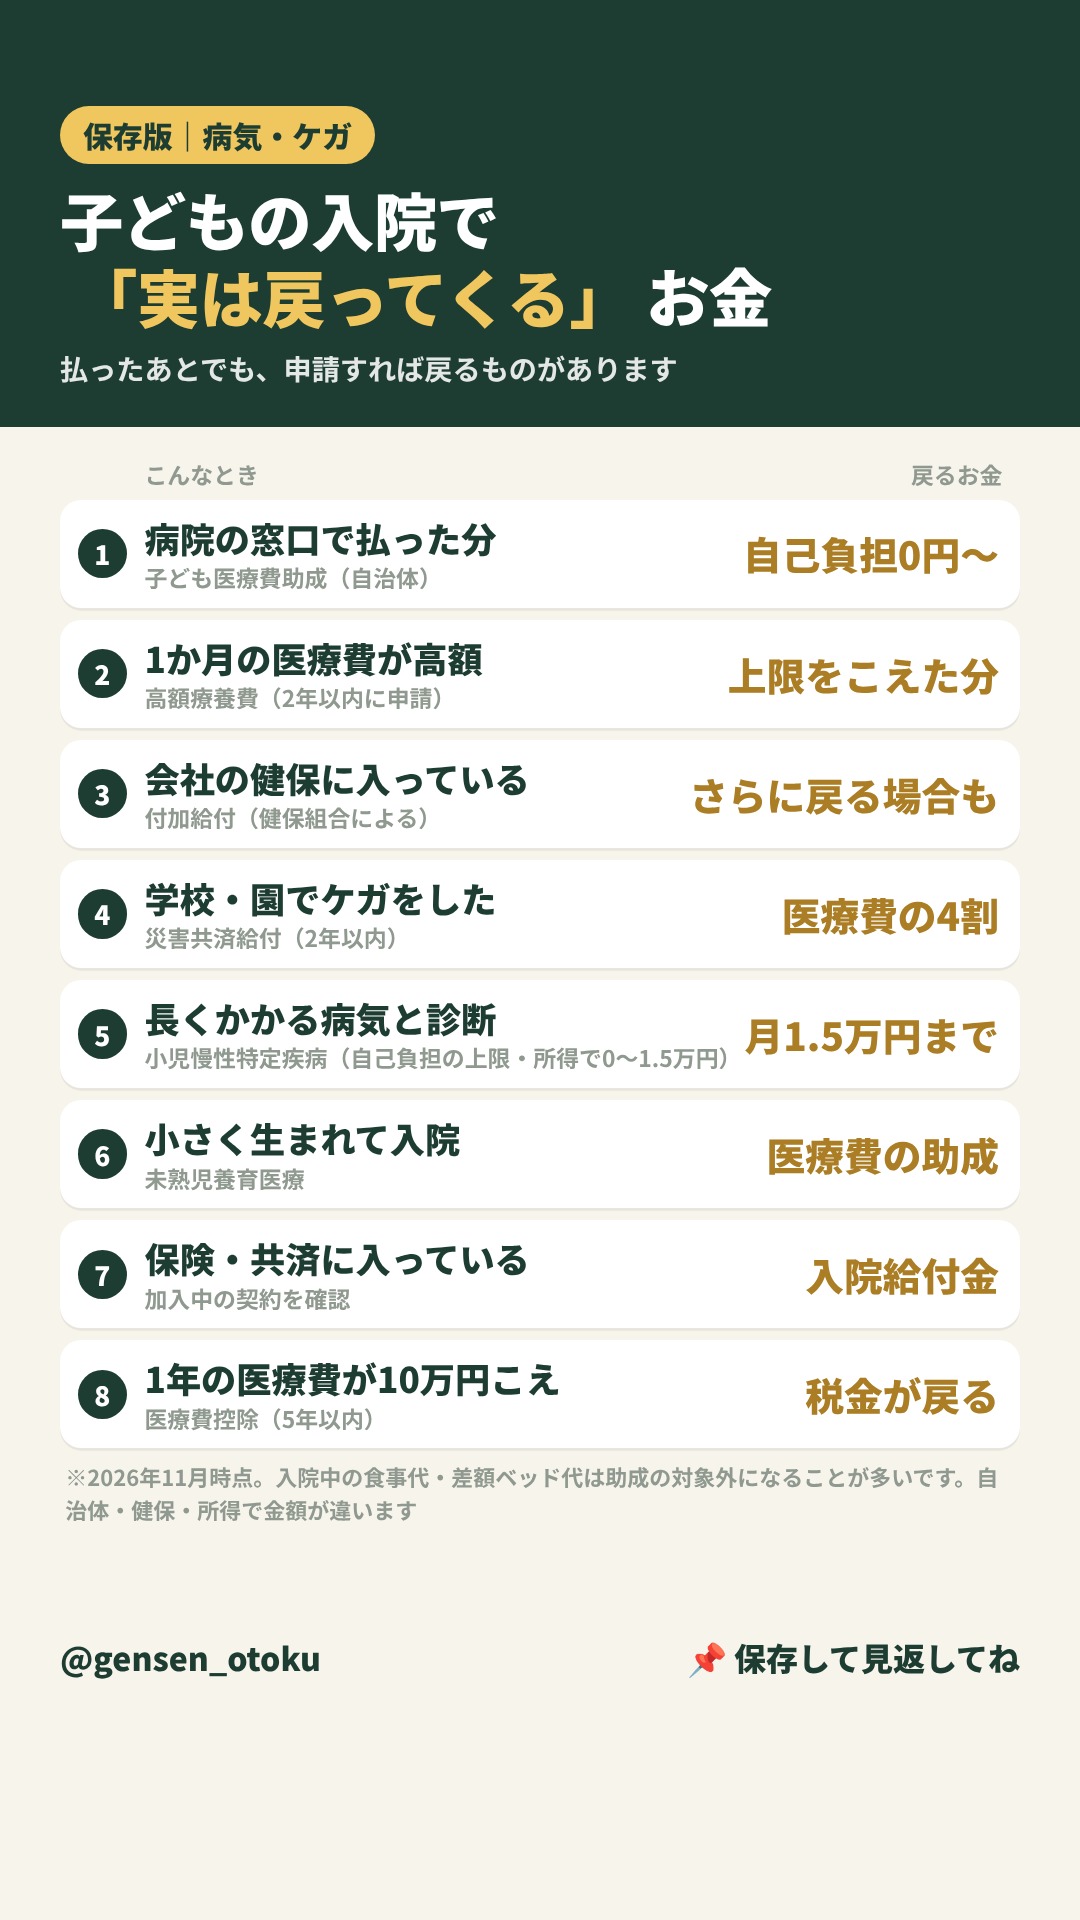 保存版｜病気・ケガ
子どもの入院で
「実は戻ってくる」 お金
払ったあとでも、申請すれば戻るものがあります
こんなとき 戻るお金
1 病院の窓口で払った分 自己負担0円〜
子ども医療費助成（自治体）
2 1か月の医療費が高額 上限をこえた分
高額療養費（2年以内に申請）
3 会社の健保に入っている さらに戻る場合も
付加給付（健保組合による）
4 学校・園でケガをした 医療費の4割
災害共済給付（2年以内）
5 長くかかる病気と診断 月1.5万円まで
小児慢性特定疾病（自己負担の上限・所得で0〜1.5万円）
6 小さく生まれて入院 医療費の助成
未熟児養育医療
7 保険・共済に入っている 入院給付金
加入中の契約を確認
8 1年の医療費が10万円こえ 税金が戻る
医療費控除（5年以内）
※2026年11月時点。入院中の食事代・差額ベッド代は助成の対象外になることが多いです。自
治体・健保・所得で金額が違います
@gensen_otoku 📌 保存して見返してね